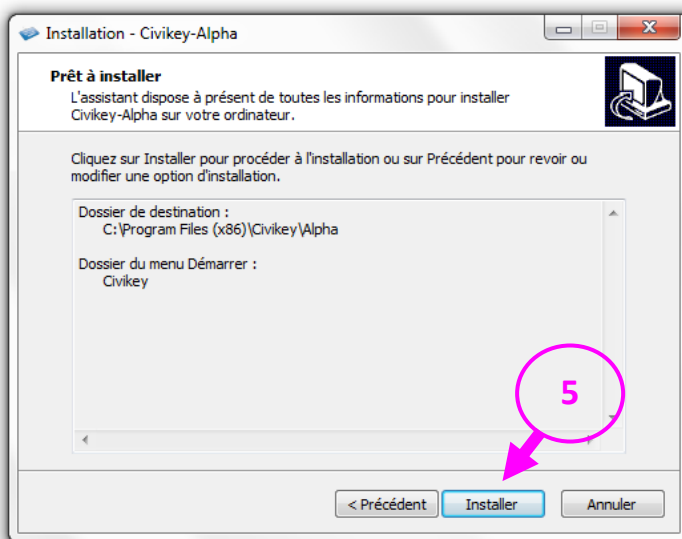 Installation - Civikey-Alpha
Prêt à installer
L'assistant dispose à présent de toutes les informations pour installer
Civikey-Alpha sur votre ordinateur.
Cliquez sur Installer pour procéder à l'installation ou sur Précédent pour revoir ou
modifier une option d'installation.
Dossier de destination :
C:\Program Files (x86)\Civikey\Alpha
Dossier du menu Démarrer :
Civikey
5
< Précédent
Installer
Annuler